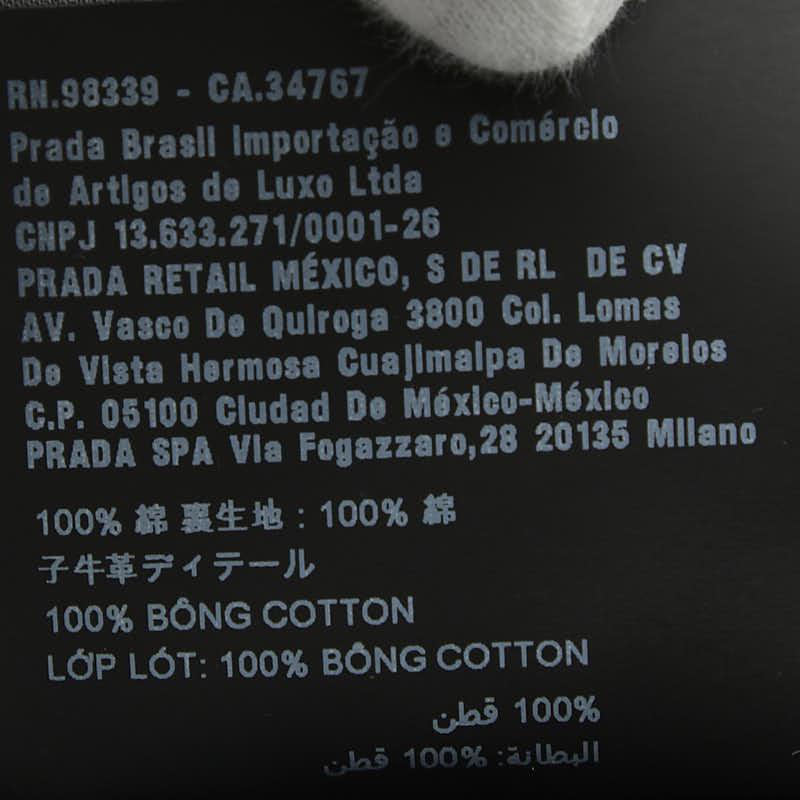 RN.98339 - CA.34767
Prada Brasil Importação e Comércio
de Artigos de Luxo Ltda
CNPJ 13.633.271/0001-26
PRADA RETAIL MÉXICO, S DE RL DE CV
AV. Vasco De Quiroga 3800 Col. Lomas
De Vista Hermosa Cuajimalpa De Morelos
C.P. 05100 Ciudad De México-México
PRADA SPA Via Fogazzaro,28 20135 Milano
100% 綿 裏生地 : 100% 綿
子牛革ディテール
100% BÔNG COTTON
LỚP LÓT: 100% BÔNG COTTON
100% قطن
البطانة: 100% قطن